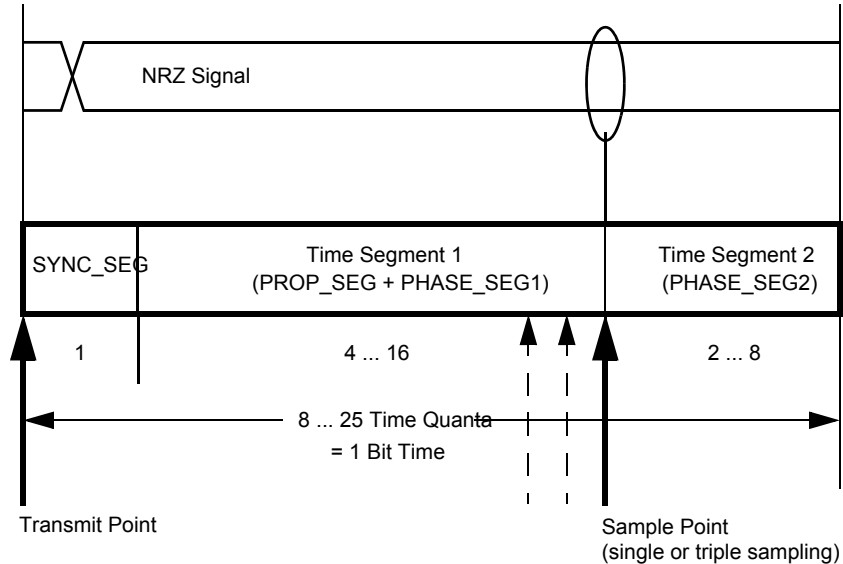 NRZ Signal
SYNC_SEG
Time Segment 1
(PROP_SEG + PHASE_SEG1)
Time Segment 2
(PHASE_SEG2)
1
4 ... 16
2 ... 8
8 ... 25 Time Quanta
= 1 Bit Time
Transmit Point
Sample Point
(single or triple sampling)